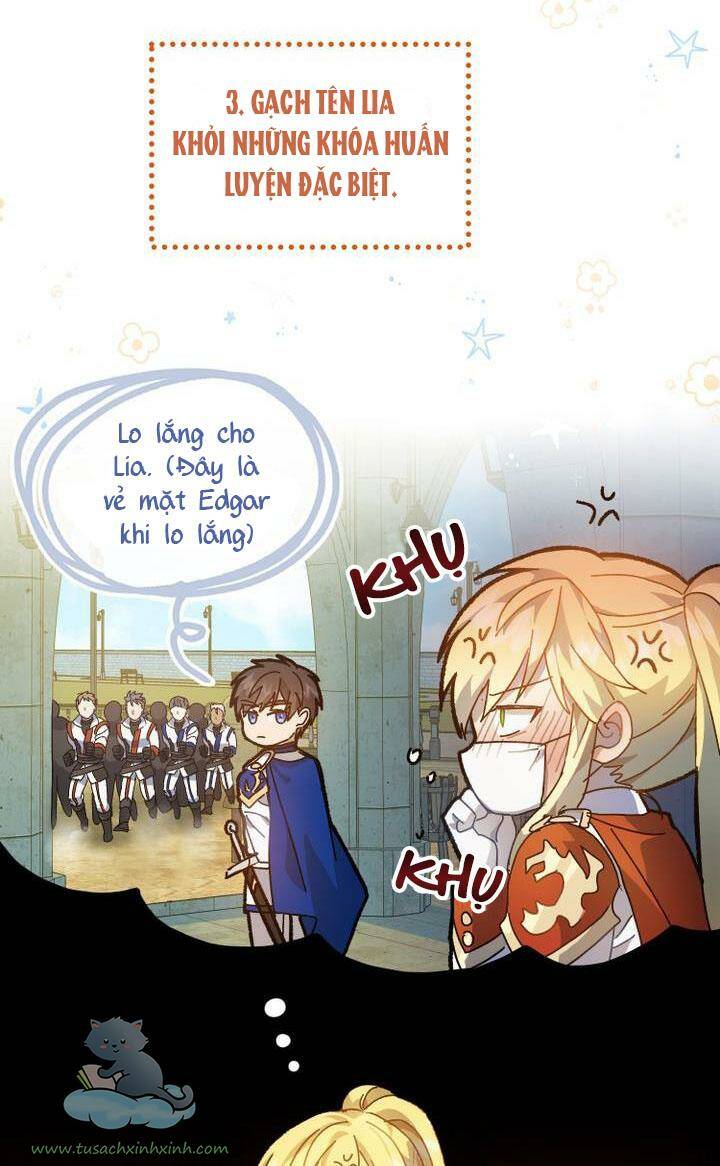 3. GẠCH TÊN LIA
KHỎI NHỮNG KHÓA HUẤN
LUYỆN ĐẶC BIỆT.
Lo lắng cho
Lia. (Đây là
vẻ mặt Edgar
khi lo lắng)
KHỤ
KHỤ
www.tusachxinhxinh.com